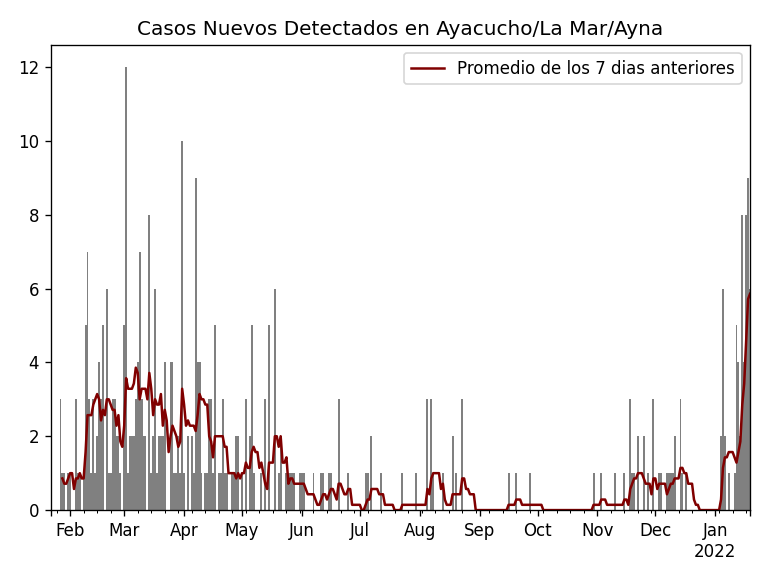 Casos Nuevos Detectados en Ayacucho/La Mar/Ayna
Promedio de los 7 dias anteriores
12
10
8
6
4
2
0
Feb Mar Apr May Jun Jul Aug Sep Oct Nov Dec Jan
2022